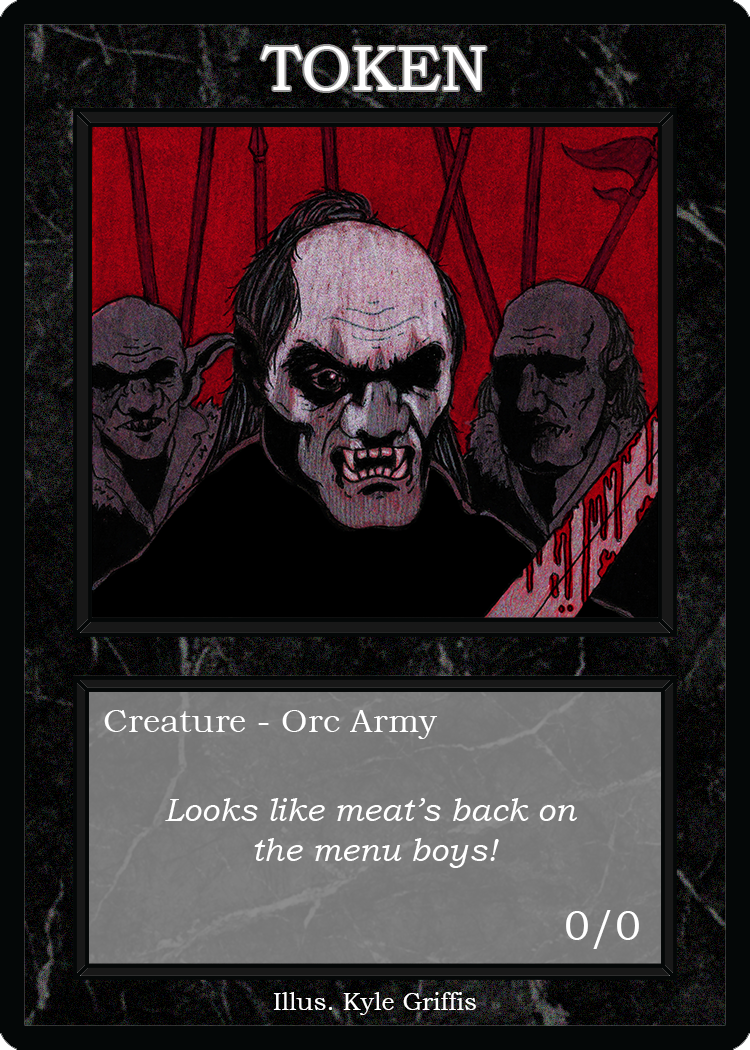 TOKEN
Creature - Orc Army
Looks like meat’s back on
the menu boys!
0/0
Illus. Kyle Griffis